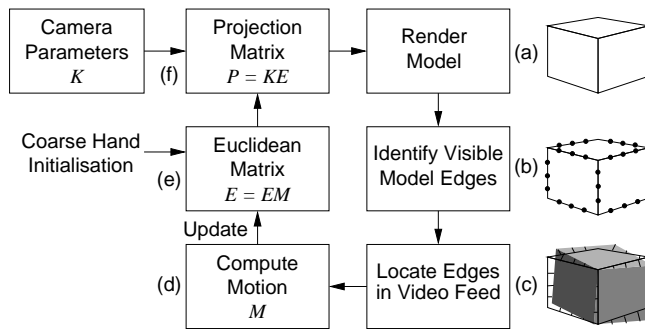 Camera
Parameters
K
(f)
Projection
Matrix
P = KE
Render
Model
(a)
Coarse Hand
Initialisation
(e)
Euclidean
Matrix
E = EM
Identify Visible
Model Edges
(b)
Update
(d)
Compute
Motion
M
Locate Edges
in Video Feed
(c)